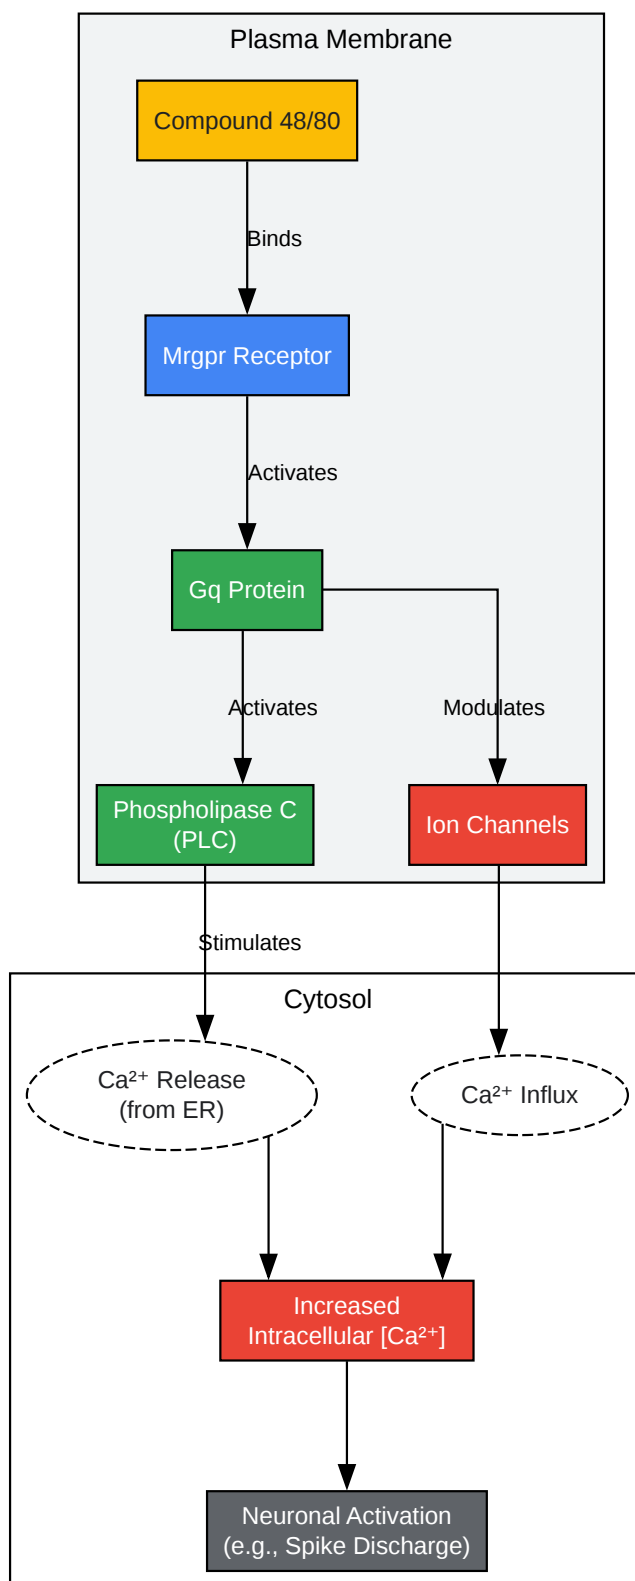 Plasma Membrane
Compound 48/80
Binds
Mrgpr Receptor
Activates
Gq Protein
Activates
Modulates
Phospholipase C
(PLC)
Ion Channels
Stimulates
Cytosol
Ca²⁺ Release
(from ER)
Ca²⁺ Influx
Increased
Intracellular [Ca²⁺]
Neuronal Activation
(e.g., Spike Discharge)